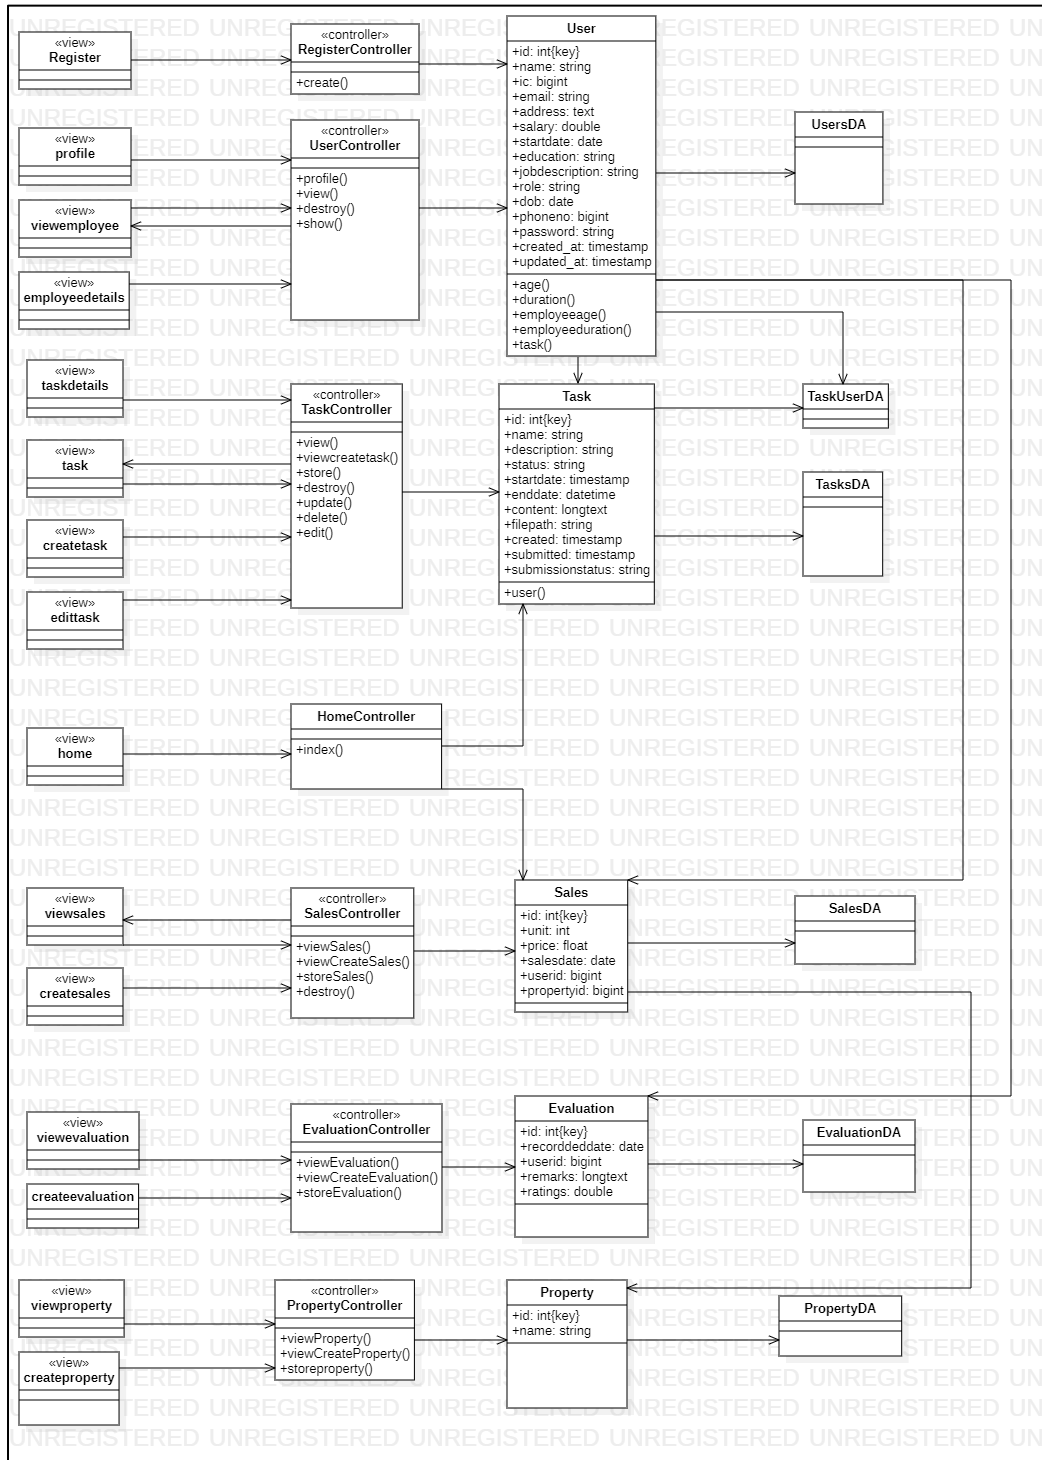 «view»
Register
«controller»
RegisterController
+create()
User
+id: int{key}
+name: string
+ic: bigint
+email: string
+address: text
+salary: double
+startdate: date
+education: string
+jobdescription: string
+role: string
+dob: date
+phoneno: bigint
+password: string
+created_at: timestamp
+updated_at: timestamp
+age()
+duration()
+employeeage()
+employeeduration()
+task()
UsersDA
«view»
profile
«view»
viewemployee
«view»
employeedetails
«controller»
UserController
+profile()
+view()
+destroy()
+show()
«view»
taskdetails
«view»
task
«view»
createtask
«view»
edittask
«controller»
TaskController
+view()
+viewcreatetask()
+store()
+destroy()
+update()
+delete()
+edit()
Task
+id: int{key}
+name: string
+description: string
+status: string
+startdate: timestamp
+enddate: datetime
+content: longtext
+filepath: string
+created: timestamp
+submitted: timestamp
+submissionstatus: string
+user()
TaskUserDA
TasksDA
«view»
home
HomeController
+index()
«view»
viewsales
«view»
createsales
«controller»
SalesController
+viewSales()
+viewCreateSales()
+storeSales()
+destroy()
Sales
+id: int{key}
+unit: int
+price: float
+salesdate: date
+userid: bigint
+propertyid: bigint
SalesDA
«view»
viewevaluation
createevaluation
«controller»
EvaluationController
+viewEvaluation()
+viewCreateEvaluation()
+storeEvaluation()
Evaluation
+id: int{key}
+recorddeddate: date
+userid: bigint
+remarks: longtext
+ratings: double
EvaluationDA
«view»
viewproperty
«view»
createproperty
«controller»
PropertyController
+viewProperty()
+viewCreateProperty()
+storeproperty()
Property
+id: int{key}
+name: string
PropertyDA
UNREGISTERED UNREGISTERED UNREGISTERED UNREGISTERED UNREGISTERED UN